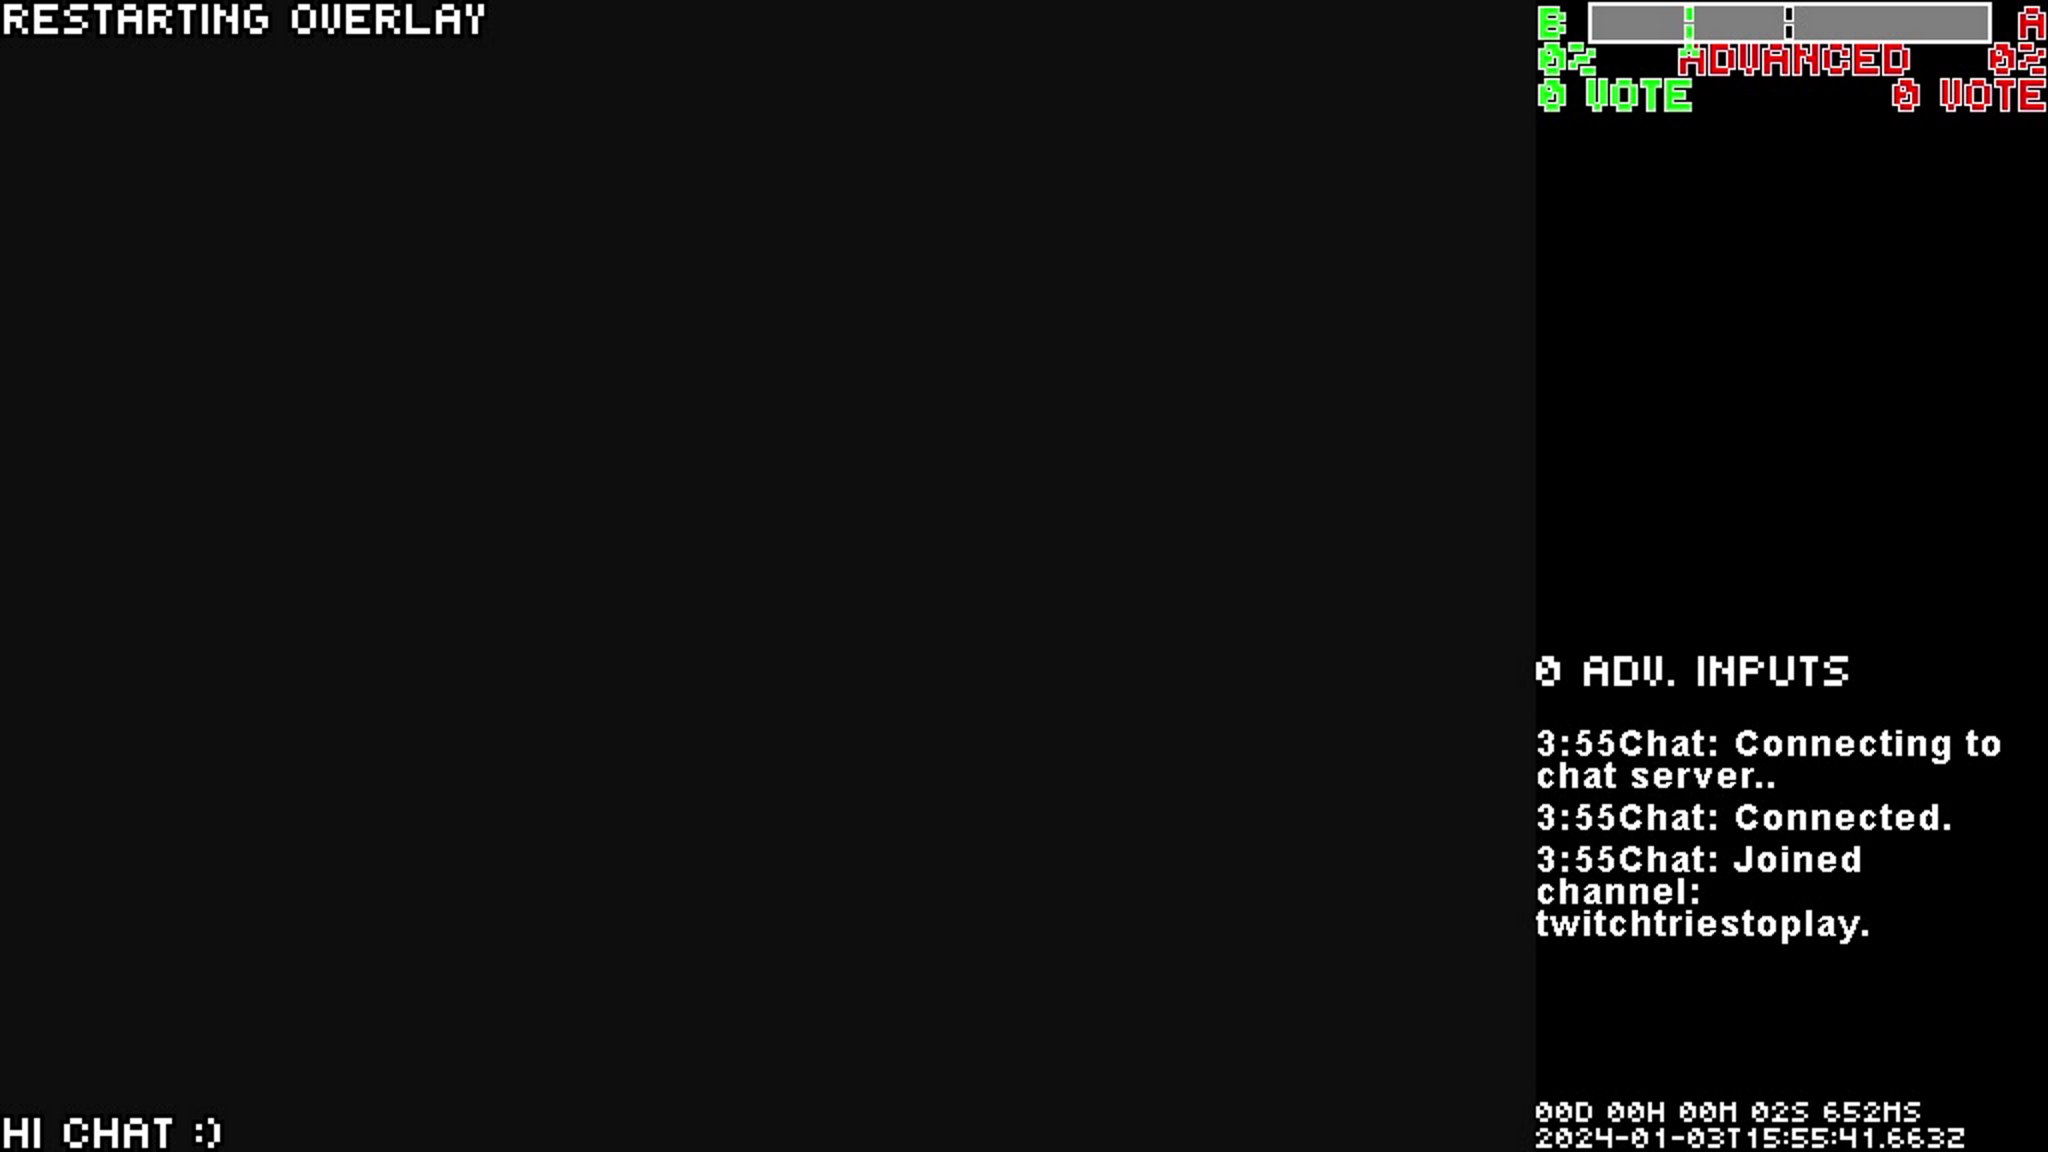 RESTARTING OVERLAY
B A
0% ADVANCED 0%
0 VOTE 0 VOTE
0 ADV. INPUTS
3:55Chat: Connecting to
chat server..
3:55Chat: Connected.
3:55Chat: Joined
channel:
twitchtriestoplay.
00D 00H 00M 02S 652MS
2024-01-03T15:55:41.663Z
HI CHAT :)